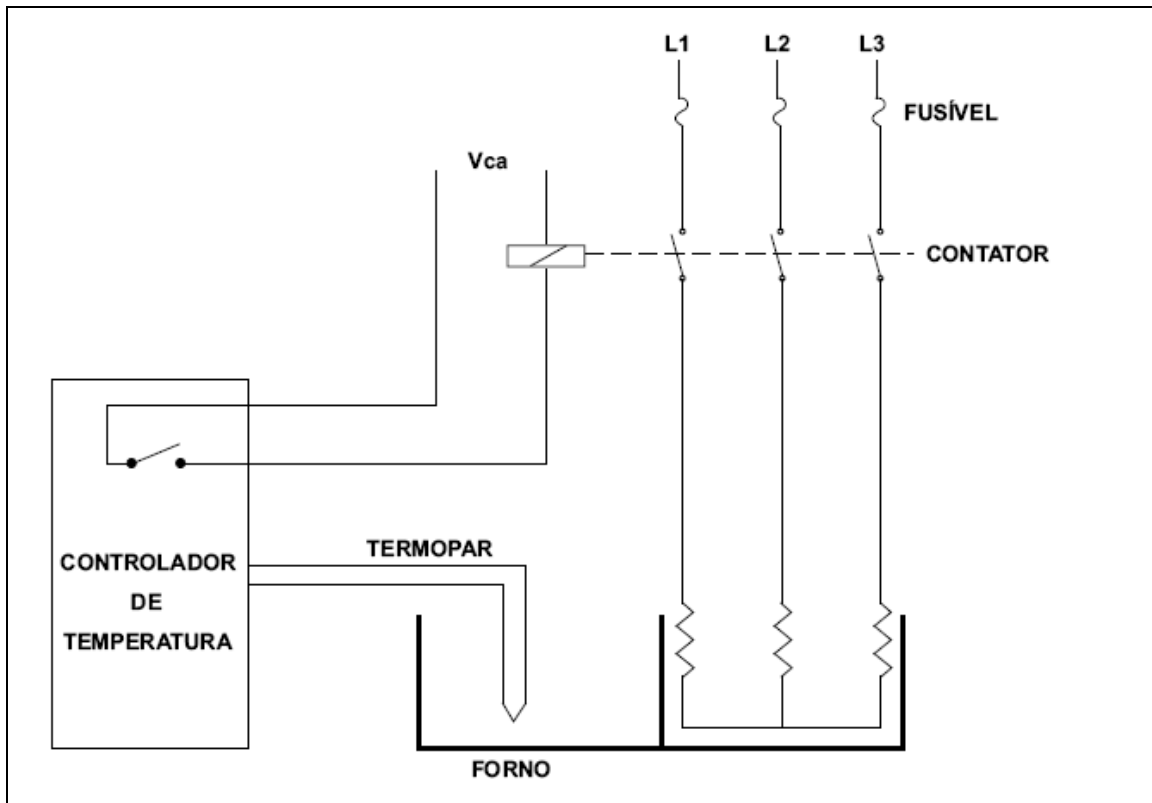 L1 L2 L3
FUSÍVEL
Vca
CONTATOR
TERMOPAR
CONTROLADOR
DE
TEMPERATURA
FORNO